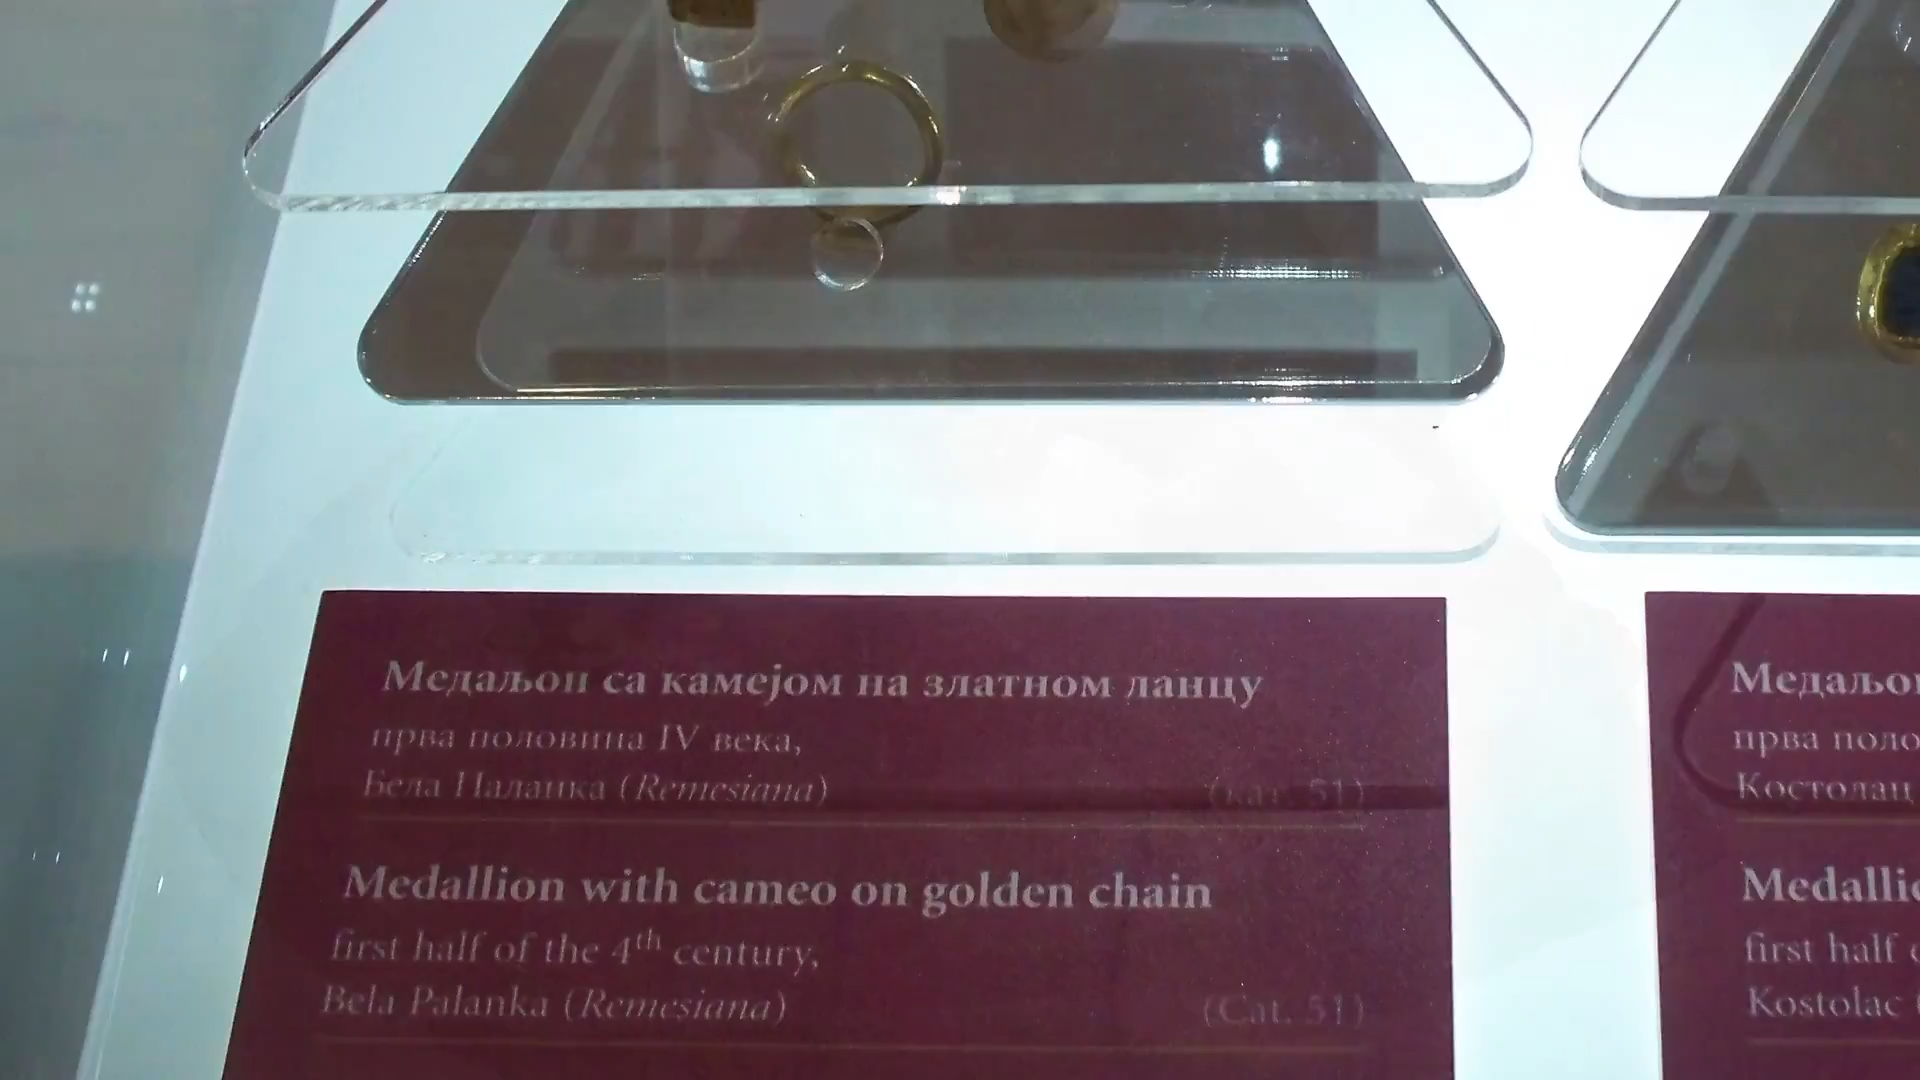 Медаљон са камејом на златном ланцу
прва половина IV века,
Бела Паланка (Remesiana) (кат. 51)
Medallion with cameo on golden chain
first half of the 4th century,
Bela Palanka (Remesiana) (Cat. 51)
Медаљон
прва поло
Костолац
Medallio
first half o
Kostolac